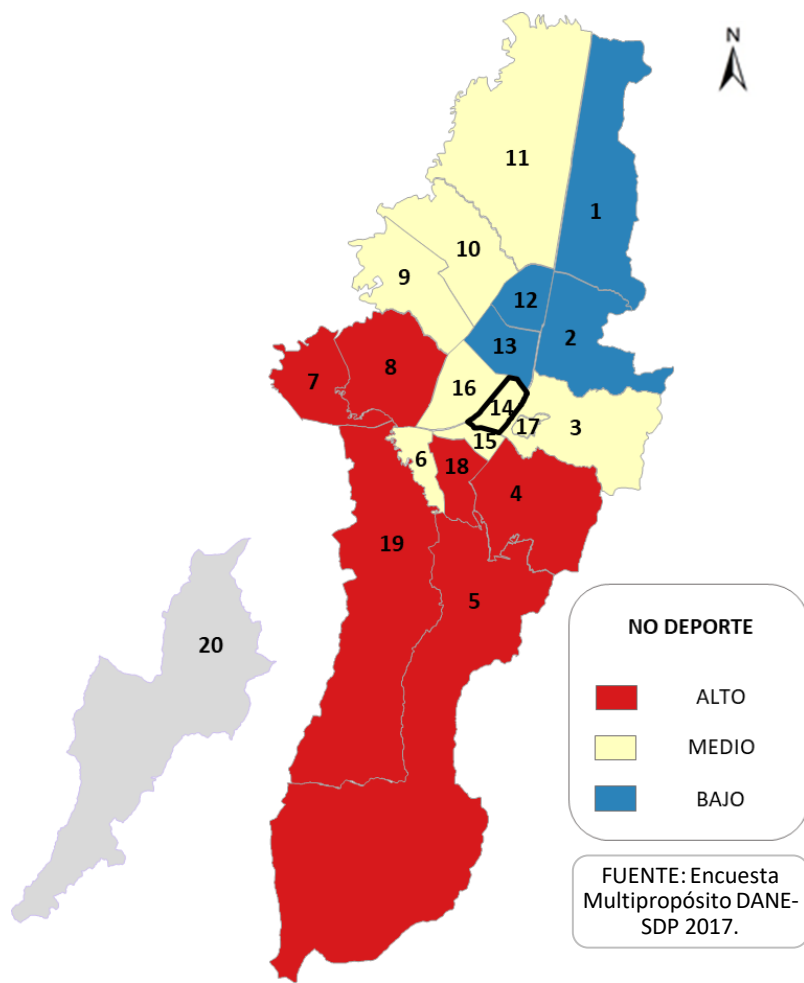 N
11
1
10
9
12
2
13
8
7
16
14
3
17
15
6
18
4
19
5
20
NO DEPORTE
ALTO
MEDIO
BAJO
FUENTE: Encuesta
Multipropósito DANE-
SDP 2017.